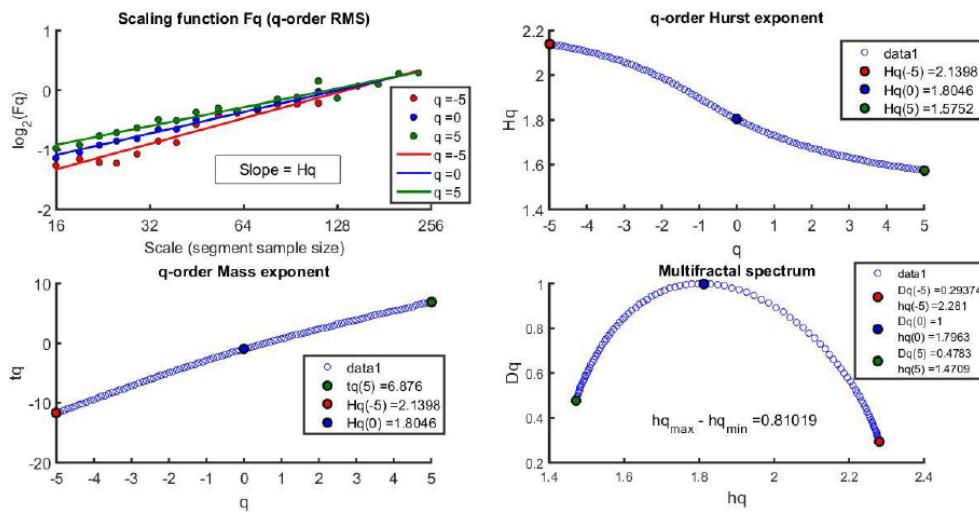 Scaling function Fq (q-order RMS)
1
0
-1
-2
log2(Fq)
16
32
64
128
256
Scale (segment sample size)
Slope = Hq
q =-5
q =0
q =5
q =-5
q =0
q =5
q-order Hurst exponent
2.2
2
1.8
1.6
1.4
Hq
-5 -4 -3 -2 -1 0 1 2 3 4 5
q
data1
Hq(-5) =2.1398
Hq(0) =1.8046
Hq(5) =1.5752
q-order Mass exponent
10
0
-10
-20
tq
-5 -4 -3 -2 -1 0 1 2 3 4 5
q
data1
tq(5) =6.876
Hq(-5) =2.1398
Hq(0) =1.8046
Multifractal spectrum
1
0.8
0.6
0.4
0.2
Dq
1.4 1.6 1.8 2 2.2 2.4
hq
hqmax - hqmin =0.81019
data1
Dq(-5) =0.29374
hq(-5) =2.281
Dq(0) =1
hq(0) =1.7963
Dq(5) =0.4783
hq(5) =1.4709